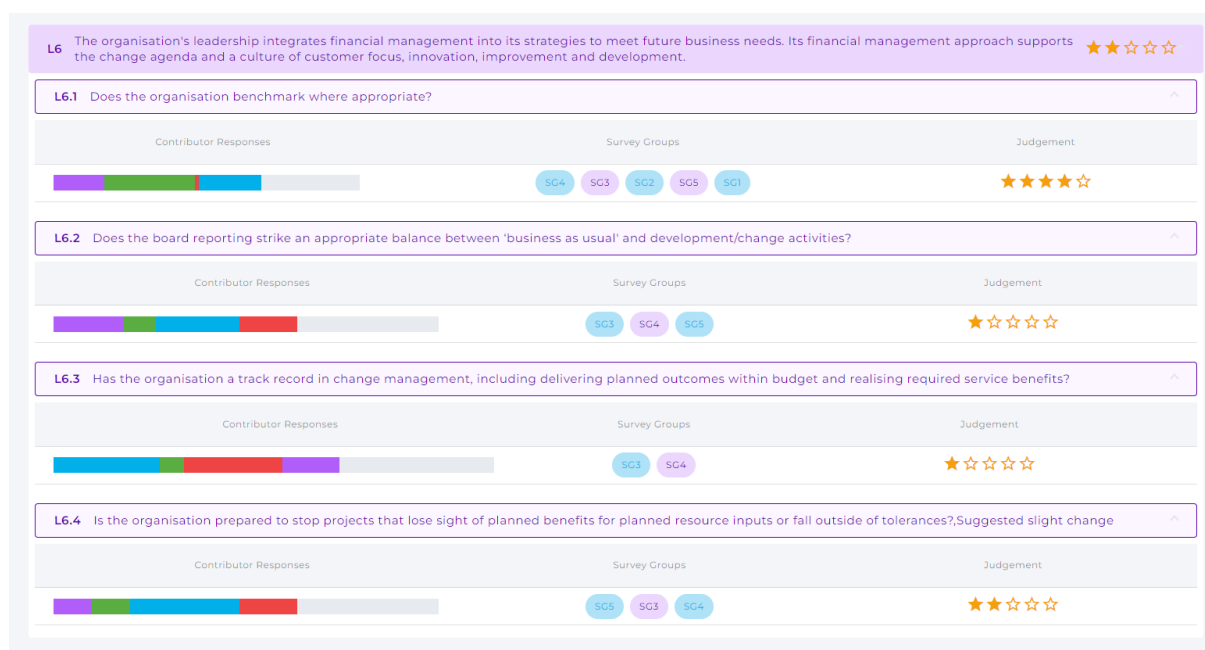 L6 The organisation's leadership integrates financial management into its strategies to meet future business needs. Its financial management approach supports
the change agenda and a culture of customer focus, innovation, improvement and development.
L6.1 Does the organisation benchmark where appropriate?
Contributor Responses Survey Groups Judgement
SG4 SG3 SG2 SG5 SG1
L6.2 Does the board reporting strike an appropriate balance between 'business as usual' and development/change activities?
Contributor Responses Survey Groups Judgement
SG3 SG4 SG5
L6.3 Has the organisation a track record in change management, including delivering planned outcomes within budget and realising required service benefits?
Contributor Responses Survey Groups Judgement
SG3 SG4
L6.4 Is the organisation prepared to stop projects that lose sight of planned benefits for planned resource inputs or fall outside of tolerances?,Suggested slight change
Contributor Responses Survey Groups Judgement
SG5 SG3 SG4